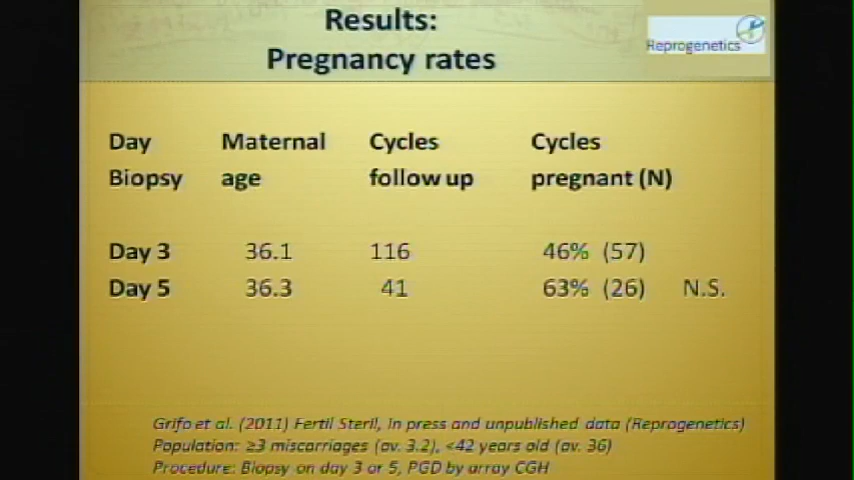 Results:
Pregnancy rates
Reprogenetics
Day Maternal Cycles Cycles
Biopsy age follow up pregnant (N)
Day 3 36.1 116 46% (57)
Day 5 36.3 41 63% (26) N.S.
Grifo et al. (2011) Fertil Steril, In press and unpublished data (Reprogenetics)
Population: ≥3 miscarriages (av. 3.2), <42 years old (av. 36)
Procedure: Biopsy on day 3 or 5, PGD by array CGH